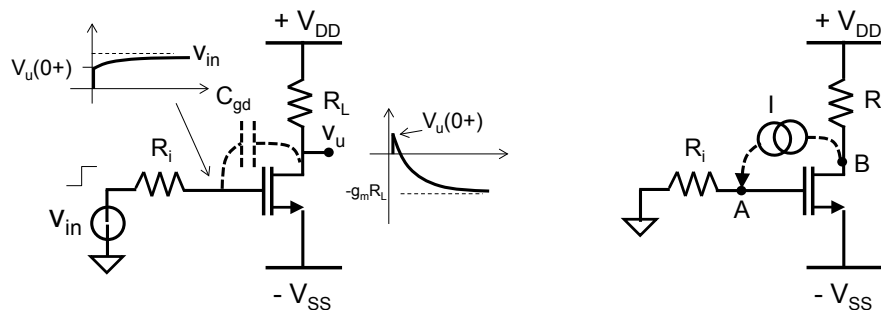 + V_DD
V_u(0+)
v_in
C_gd
R_L
v_u
V_u(0+)
R_i
-g_mR_L
v_in
- V_SS
+ V_DD
R
I
B
R_i
A
- V_SS